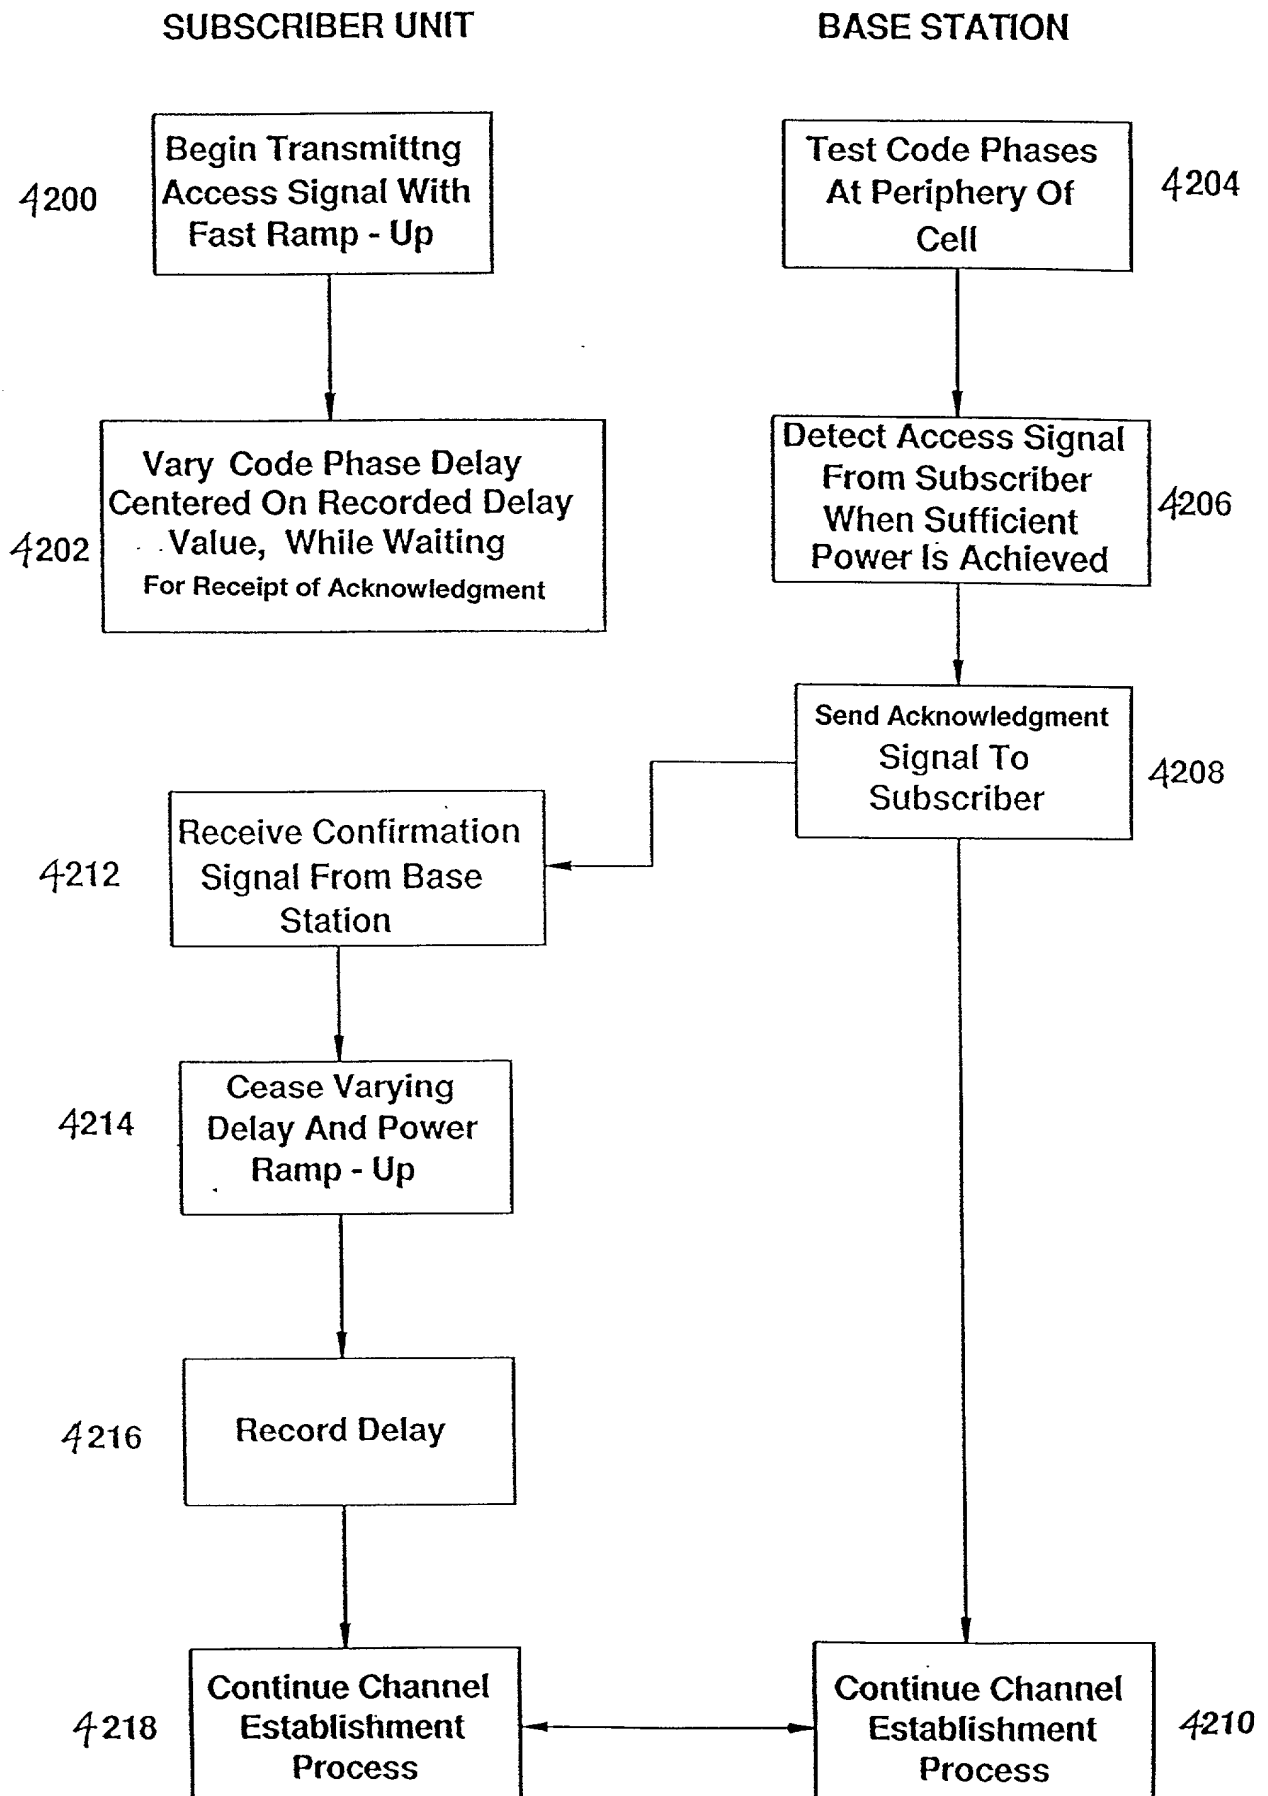 SUBSCRIBER UNIT
BASE STATION
4200
Begin Transmittng
Access Signal With
Fast Ramp - Up
Test Code Phases
At Periphery Of
Cell
4204
4202
Vary Code Phase Delay
Centered On Recorded Delay
Value, While Waiting
For Receipt of Acknowledgment
Detect Access Signal
From Subscriber
When Sufficient
Power Is Achieved
4206
Send Acknowledgment
Signal To
Subscriber
4208
4212
Receive Confirmation
Signal From Base
Station
4214
Cease Varying
Delay And Power
Ramp - Up
4216
Record Delay
4218
Continue Channel
Establishment
Process
Continue Channel
Establishment
Process
4210